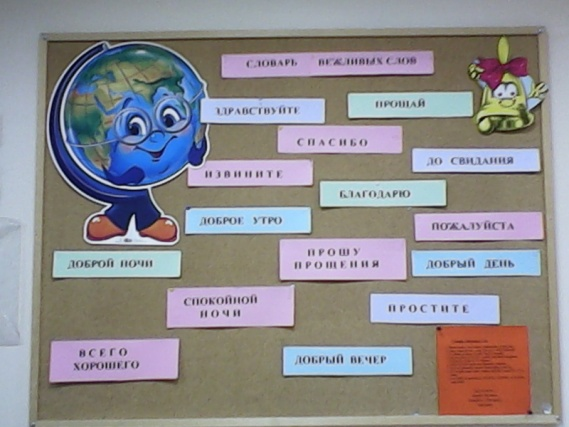 СЛОВАРЬ ВЕЖЛИВЫХ СЛОВ
ЗДРАВСТВУЙТЕ
ПРОЩАЙ
СПАСИБО
ДО СВИДАНИЯ
ИЗВИНИТЕ
БЛАГОДАРЮ
ДОБРОЕ УТРО
ПОЖАЛУЙСТА
ДОБРОЙ НОЧИ
ПРОШУ
ПРОЩЕНИЯ
ДОБРЫЙ ДЕНЬ
СПОКОЙНОЙ
НОЧИ
ПРОСТИТЕ
ВСЕГО
ХОРОШЕГО
ДОБРЫЙ ВЕЧЕР